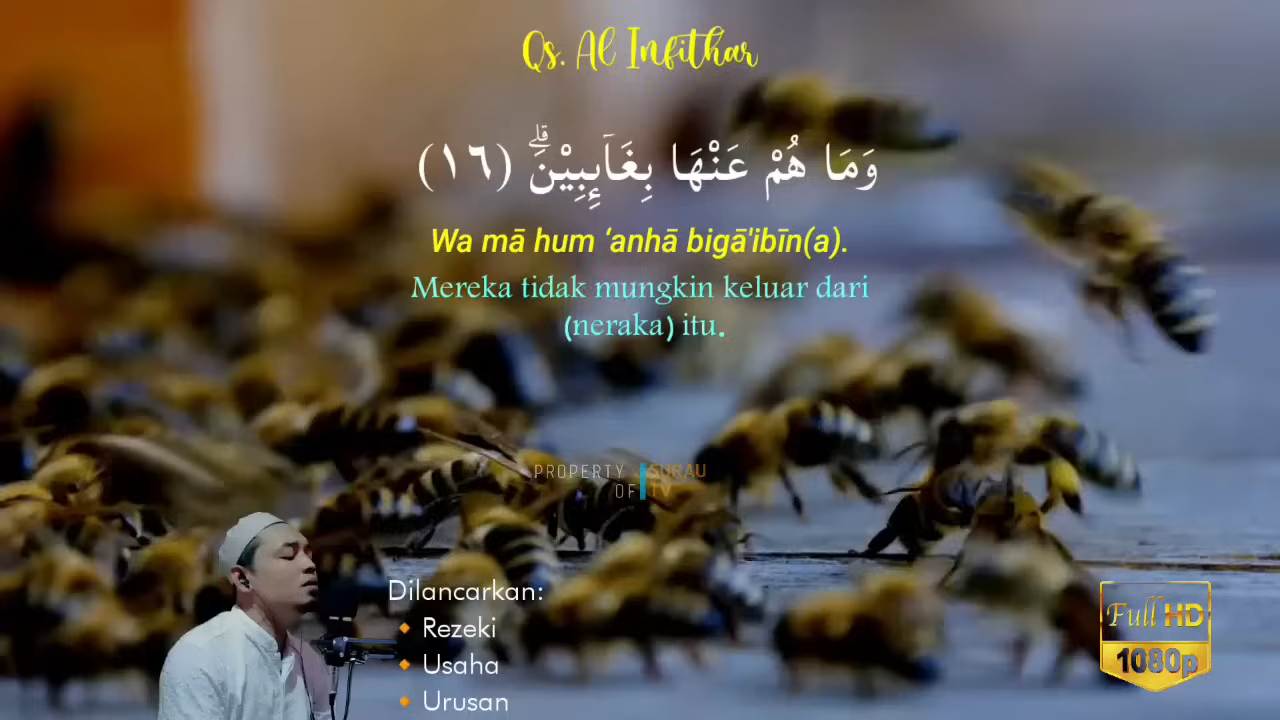 Qs. Al Infithar
وَمَا هُمْ عَنْهَا بِغَاۤىِٕبِيْنَۗ (١٦)
Wa mā hum ‘anhā bigā'ibīn(a).
Mereka tidak mungkin keluar dari
(neraka) itu.
PROPERTY SURAU
OF TV
Dilancarkan:
🔸 Rezeki
🔸 Usaha
🔸 Urusan
Full HD
1080p